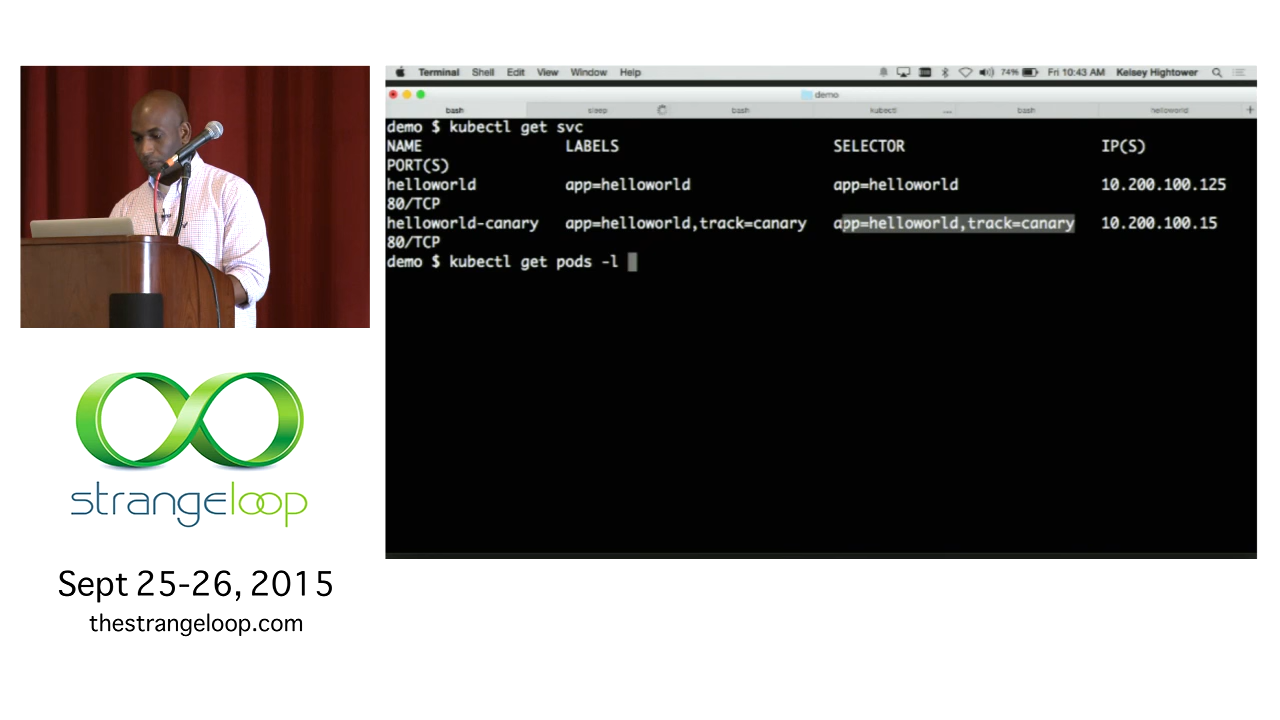 Terminal Shell Edit View Window Help 74% Fri 10:43 AM Kelsey Hightower
demo
bash sleep bash kubectl ... bash helloworld +
demo $ kubectl get svc
NAME LABELS SELECTOR IP(S)
PORT(S)
helloworld app=helloworld app=helloworld 10.200.100.125
80/TCP
helloworld-canary app=helloworld,track=canary app=helloworld,track=canary 10.200.100.15
80/TCP
demo $ kubectl get pods -l
strangeloop
Sept 25-26, 2015
thestrangeloop.com